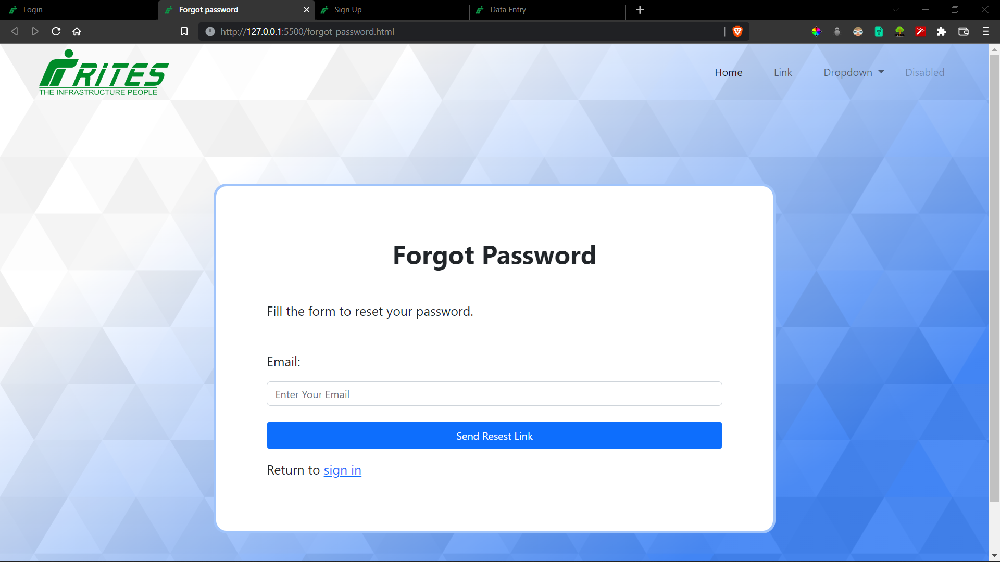 Login
Forgot password
Sign Up
Data Entry
http://127.0.0.1:5500/forgot-password.html
RITES
THE INFRASTRUCTURE PEOPLE
Home
Link
Dropdown
Disabled
Forgot Password
Fill the form to reset your password.
Email:
Enter Your Email
Send Resest Link
Return to sign in